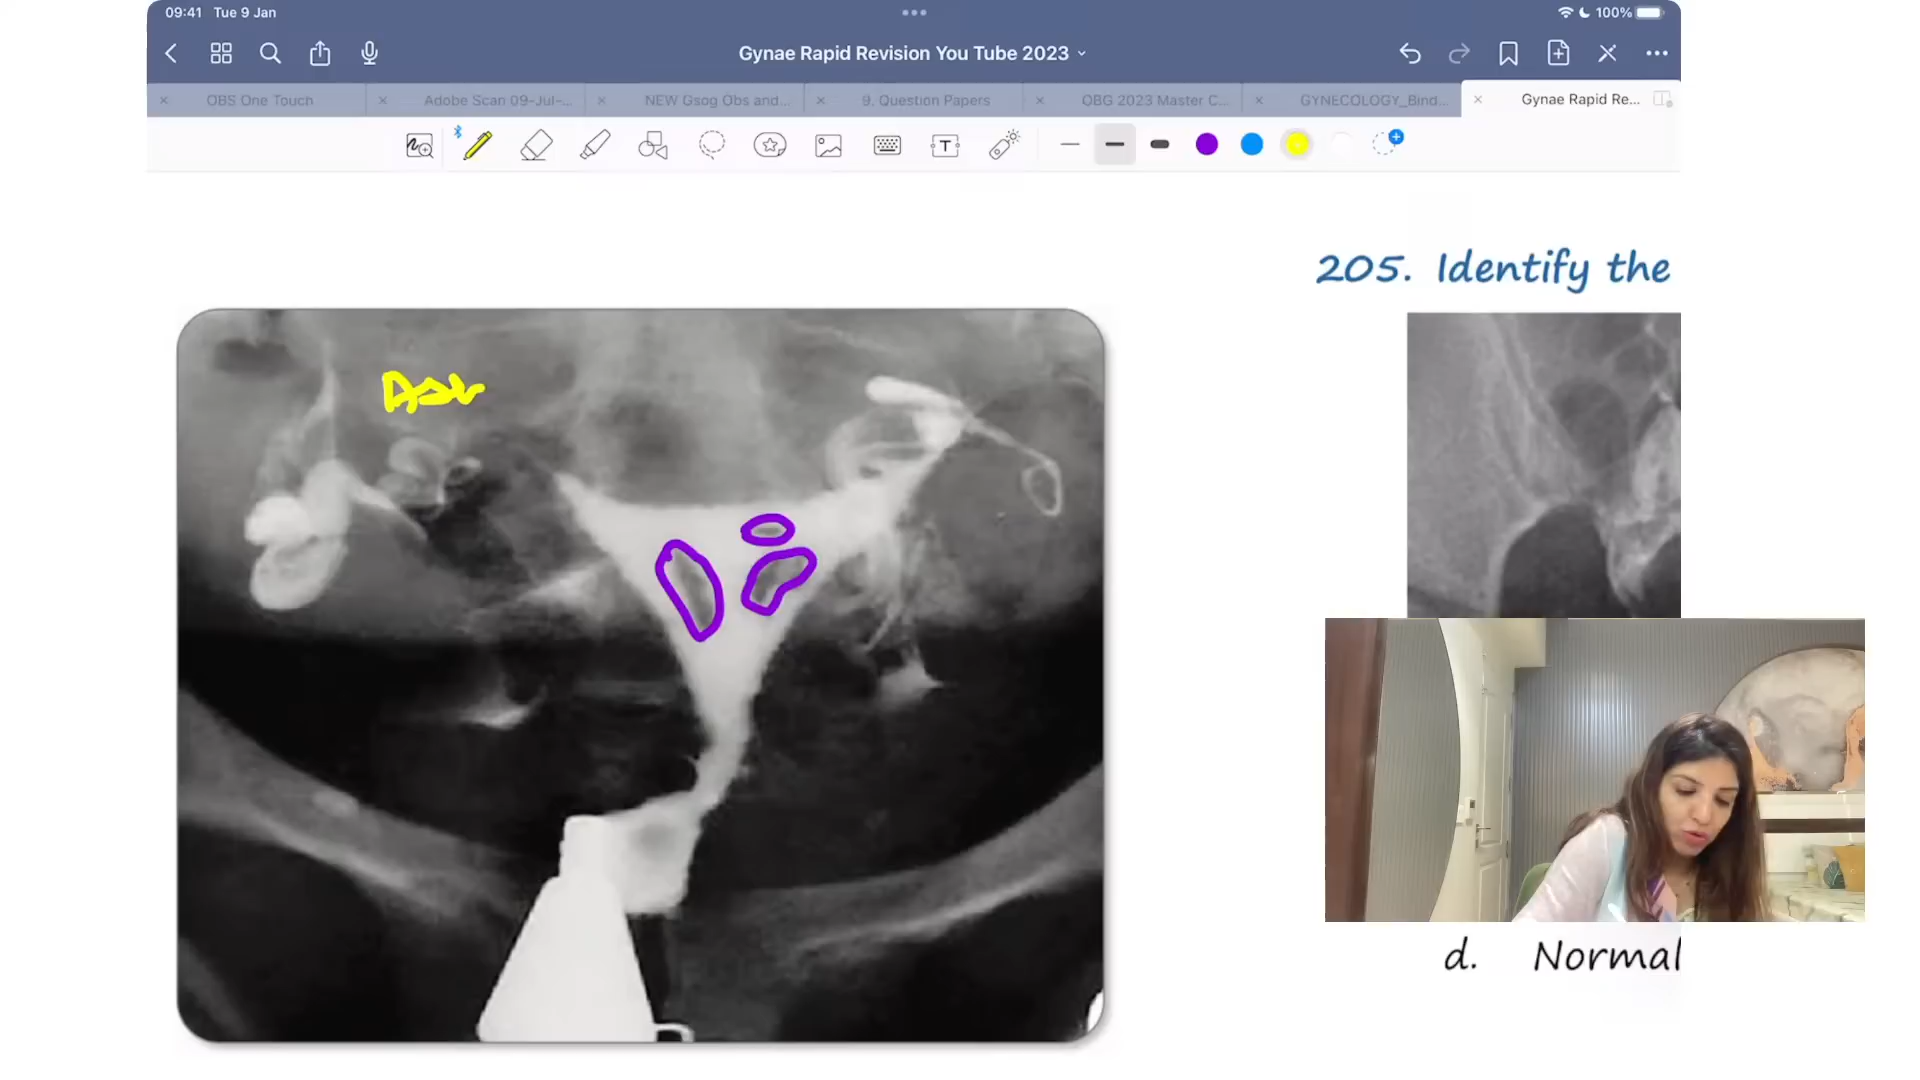 09:41 Tue 9 Jan
100%
Gynae Rapid Revision You Tube 2023
OBS One Touch
Adobe Scan 09-Jul-...
NEW Gsog Obs and...
9. Question Papers
OBG 2023 Master C...
GYNECOLOGY_Bind...
Gynae Rapid Re...
T
205. Identify the
d. Normal